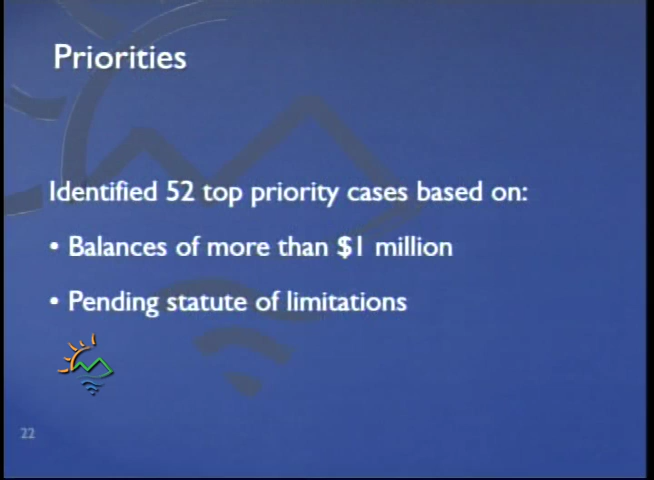 Priorities
Identified 52 top priority cases based on:
• Balances of more than $1 million
• Pending statute of limitations
22